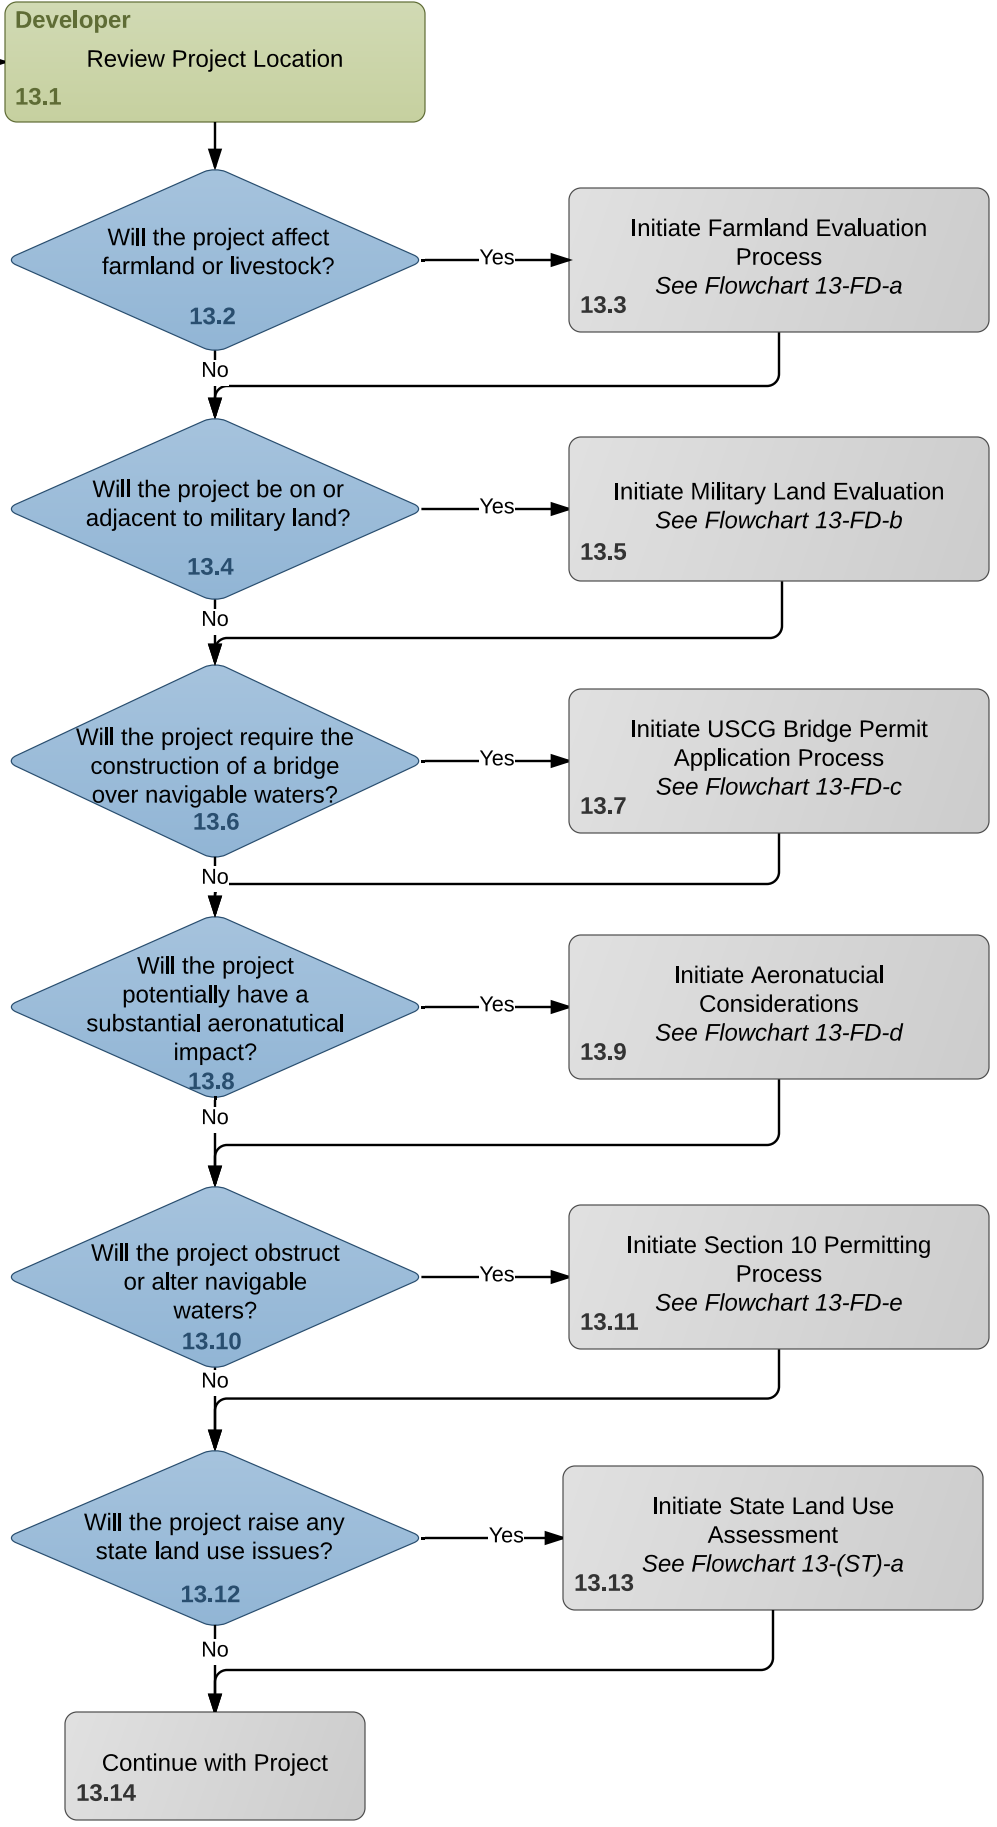 Developer
Review Project Location
13.1
Will the project affect
farmland or livestock?
13.2
Yes
Initiate Farmland Evaluation
Process
See Flowchart 13-FD-a
13.3
No
Will the project be on or
adjacent to military land?
13.4
Yes
Initiate Military Land Evaluation
See Flowchart 13-FD-b
13.5
No
Will the project require the
construction of a bridge
over navigable waters?
13.6
Yes
Initiate USCG Bridge Permit
Application Process
See Flowchart 13-FD-c
13.7
No
Will the project
potentially have a
substantial aeronatutical
impact?
13.8
Yes
Initiate Aeronatucial
Considerations
See Flowchart 13-FD-d
13.9
No
Will the project obstruct
or alter navigable
waters?
13.10
Yes
Initiate Section 10 Permitting
Process
See Flowchart 13-FD-e
13.11
No
Will the project raise any
state land use issues?
13.12
Yes
Initiate State Land Use
Assessment
See Flowchart 13-(ST)-a
13.13
No
Continue with Project
13.14